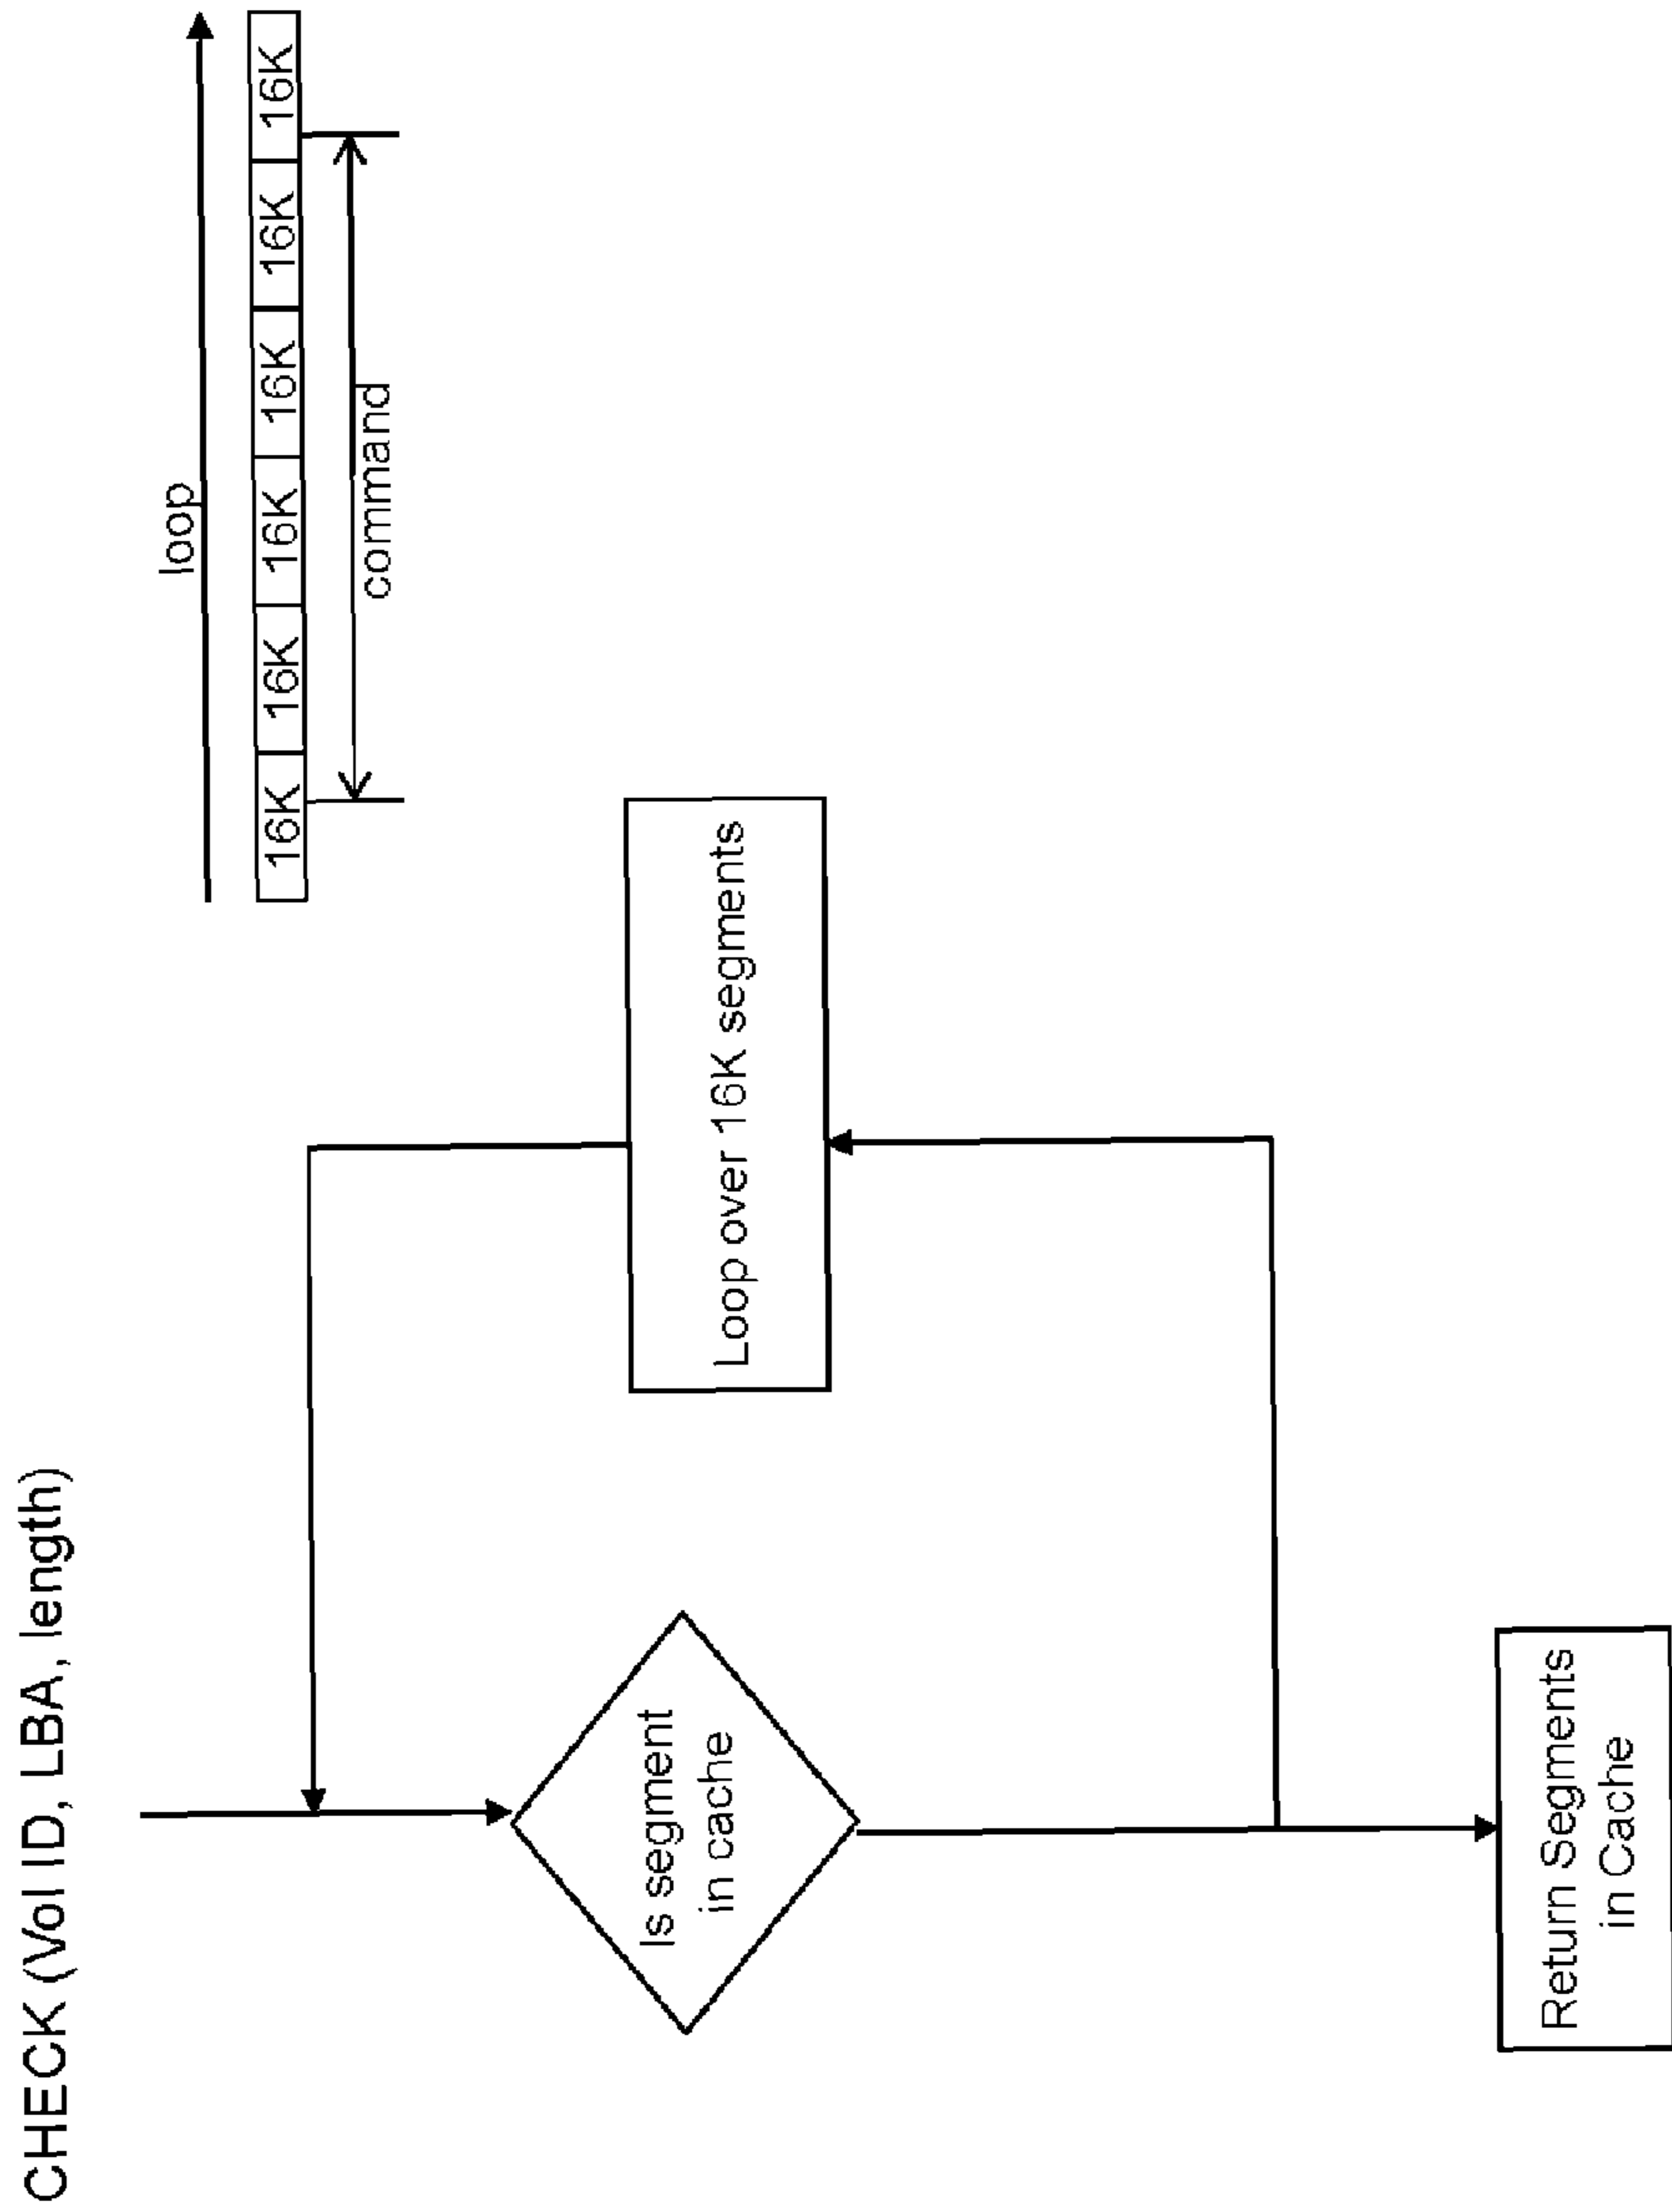 CHECK (Vol ID, LBA, length)
loop
16K 16K 16K 16K 16K 16K
command
Is segment
in cache
Loop over 16K segments
Return Segments
in Cache